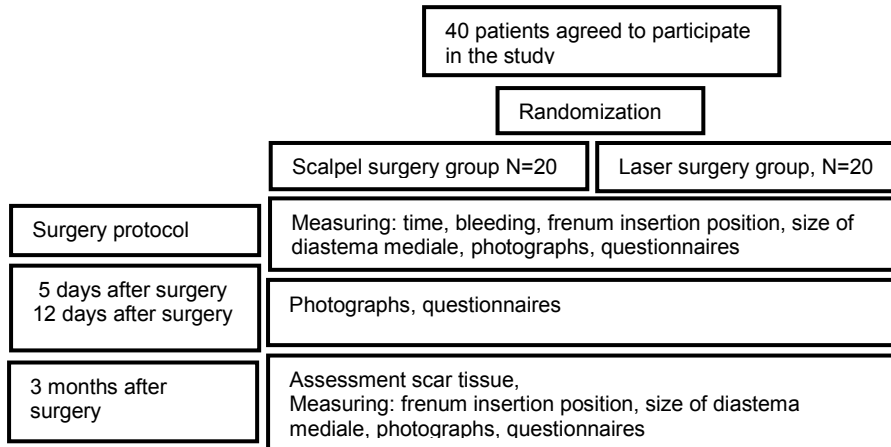 40 patients agreed to participate
in the study
Randomization
Scalpel surgery group N=20
Laser surgery group, N=20
Surgery protocol
Measuring: time, bleeding, frenum insertion position, size of
diastema mediale, photographs, questionnaires
5 days after surgery
12 days after surgery
Photographs, questionnaires
3 months after
surgery
Assessment scar tissue,
Measuring: frenum insertion position, size of diastema
mediale, photographs, questionnaires